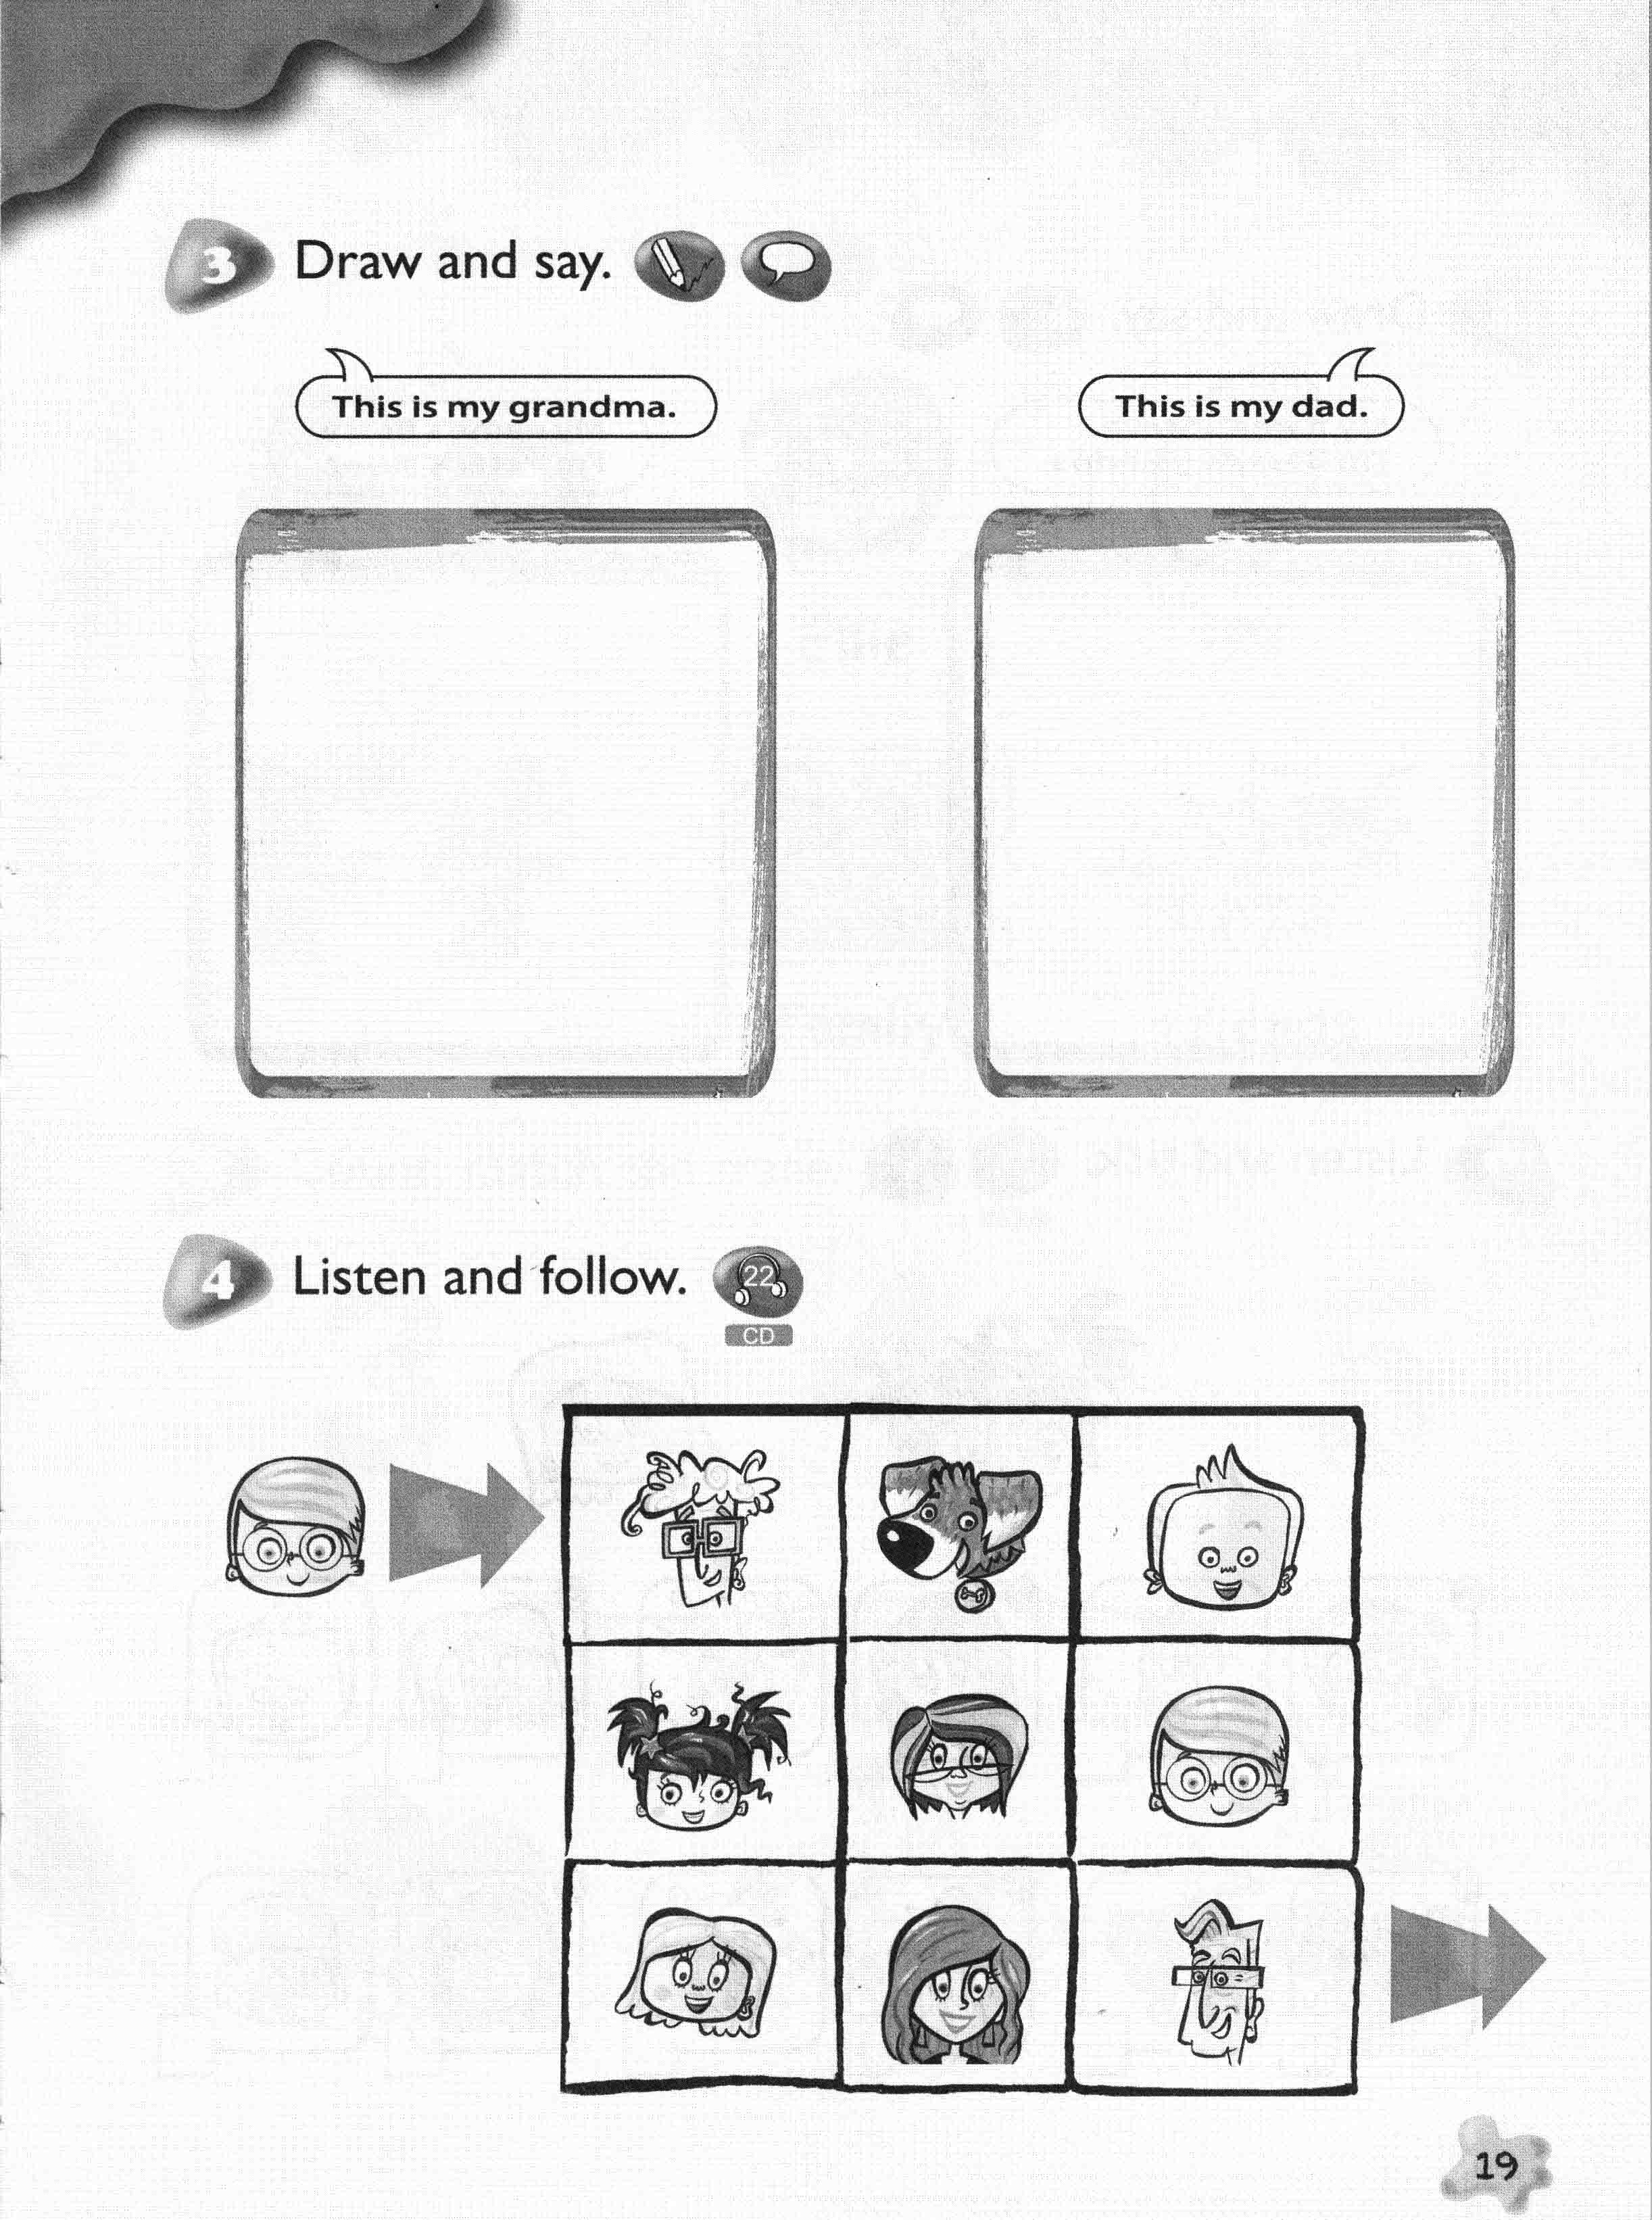 3 Draw and say.
This is my grandma.
This is my dad.
4 Listen and follow. 22
CD
19